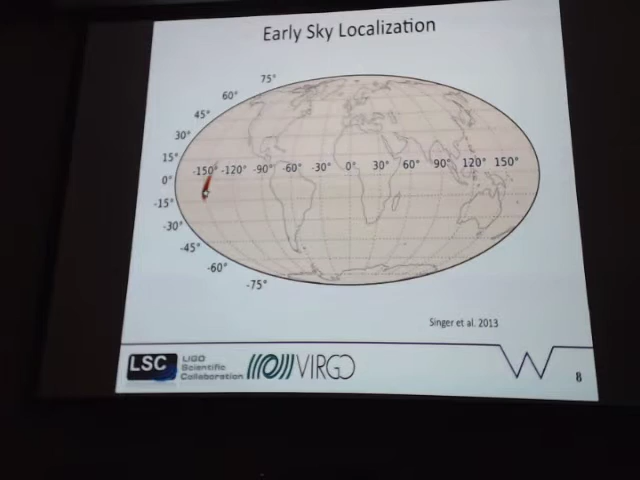 Early Sky Localization
75°
60°
45°
30°
15°
0°
-15°
-30°
-45°
-60°
-75°
-150° -120° -90° -60° -30° 0° 30° 60° 90° 120° 150°
Singer et al. 2013
LSC
LIGO
Scientific
Collaboration
VIRGO
8